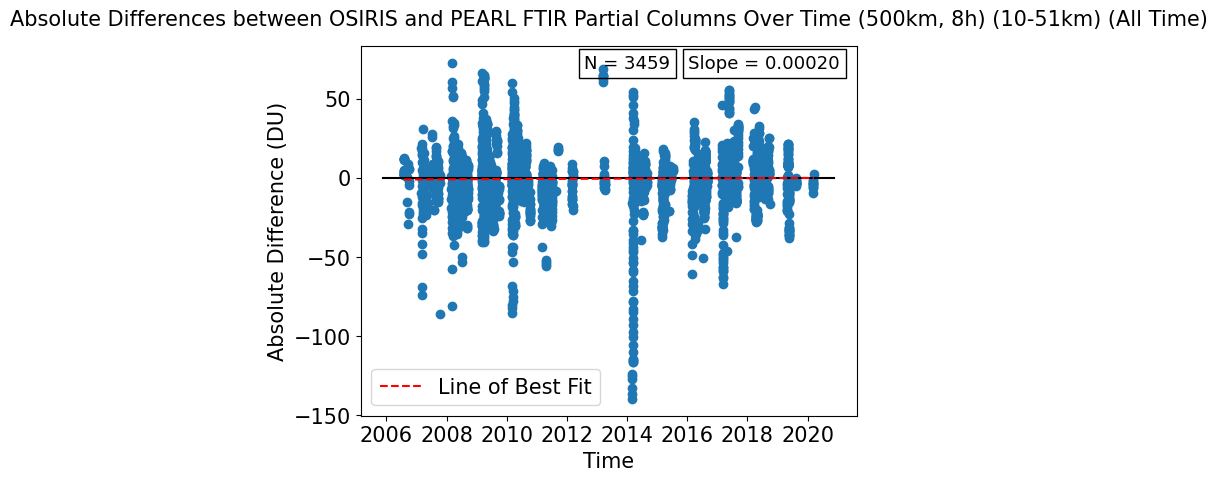 Absolute Differences between OSIRIS and PEARL FTIR Partial Columns Over Time (500km, 8h) (10-51km) (All Time)
N = 3459
Slope = 0.00020
50
0
−50
−100
−150
Absolute Difference (DU)
Line of Best Fit
2006 2008 2010 2012 2014 2016 2018 2020
Time